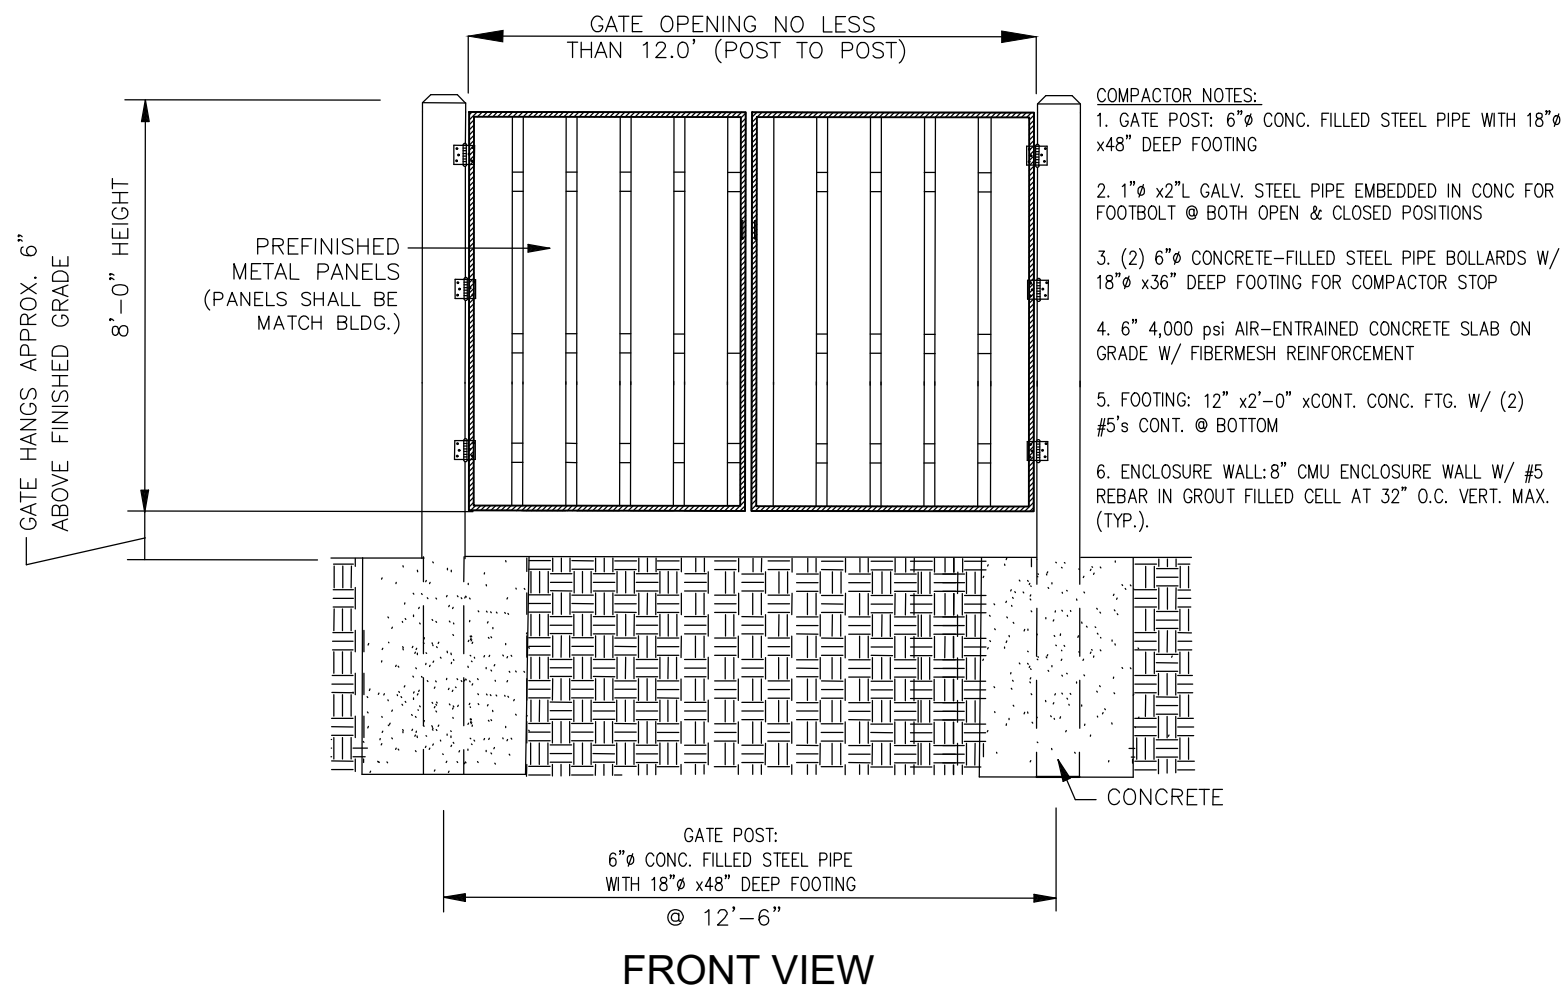 GATE OPENING NO LESS
THAN 12.0' (POST TO POST)
GATE HANGS APPROX. 6"
ABOVE FINISHED GRADE
8'-0" HEIGHT
PREFINISHED
METAL PANELS
(PANELS SHALL BE
MATCH BLDG.)
COMPACTOR NOTES:
1. GATE POST: 6"ø CONC. FILLED STEEL PIPE WITH 18"ø
x48" DEEP FOOTING
2. 1"ø x2"L GALV. STEEL PIPE EMBEDDED IN CONC FOR
FOOTBOLT @ BOTH OPEN & CLOSED POSITIONS
3. (2) 6"ø CONCRETE-FILLED STEEL PIPE BOLLARDS W/
18"ø x36" DEEP FOOTING FOR COMPACTOR STOP
4. 6" 4,000 psi AIR-ENTRAINED CONCRETE SLAB ON
GRADE W/ FIBERMESH REINFORCEMENT
5. FOOTING: 12" x2'-0" xCONT. CONC. FTG. W/ (2)
#5's CONT. @ BOTTOM
6. ENCLOSURE WALL: 8" CMU ENCLOSURE WALL W/ #5
REBAR IN GROUT FILLED CELL AT 32" O.C. VERT. MAX.
(TYP.).
CONCRETE
GATE POST:
6"ø CONC. FILLED STEEL PIPE
WITH 18"ø x48" DEEP FOOTING
@ 12'-6"
FRONT VIEW